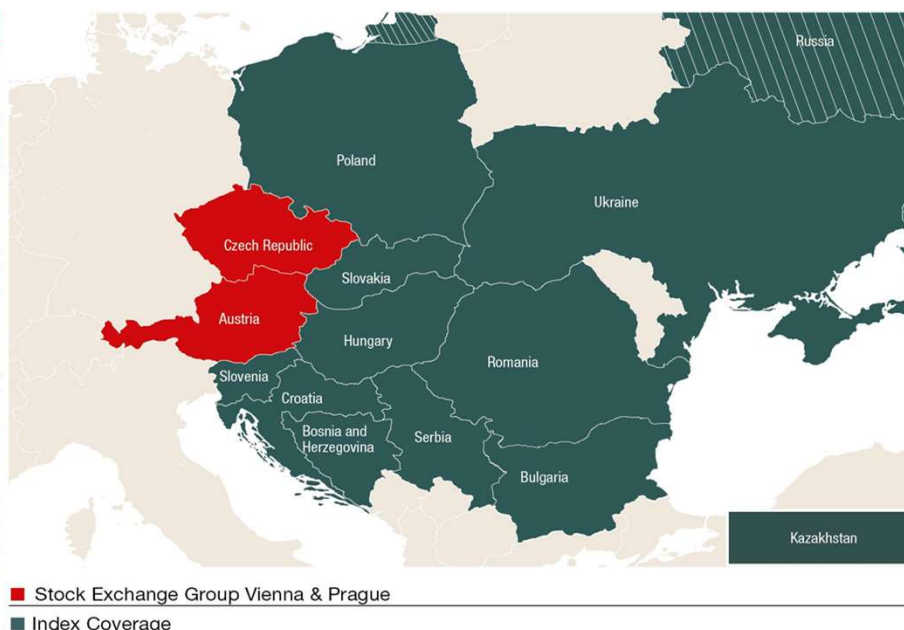 Russia
Poland
Ukraine
Czech Republic
Slovakia
Austria
Hungary
Romania
Slovenia
Croatia
Bosnia and
Herzegovina
Serbia
Bulgaria
Kazakhstan
Stock Exchange Group Vienna & Prague
Index Coverage